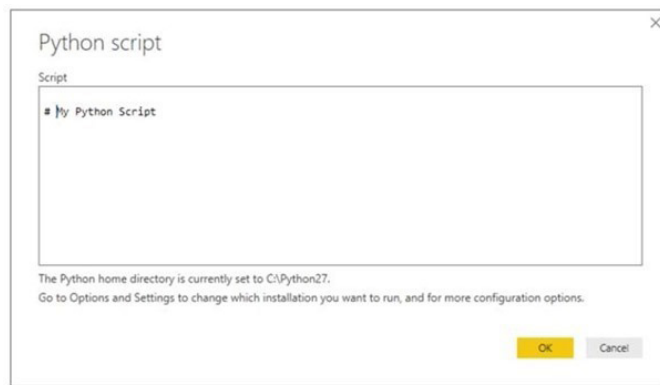 Python script
Script
# My Python Script
The Python home directory is currently set to C:\Python27.
Go to Options and Settings to change which installation you want to run, and for more configuration options.
OK Cancel